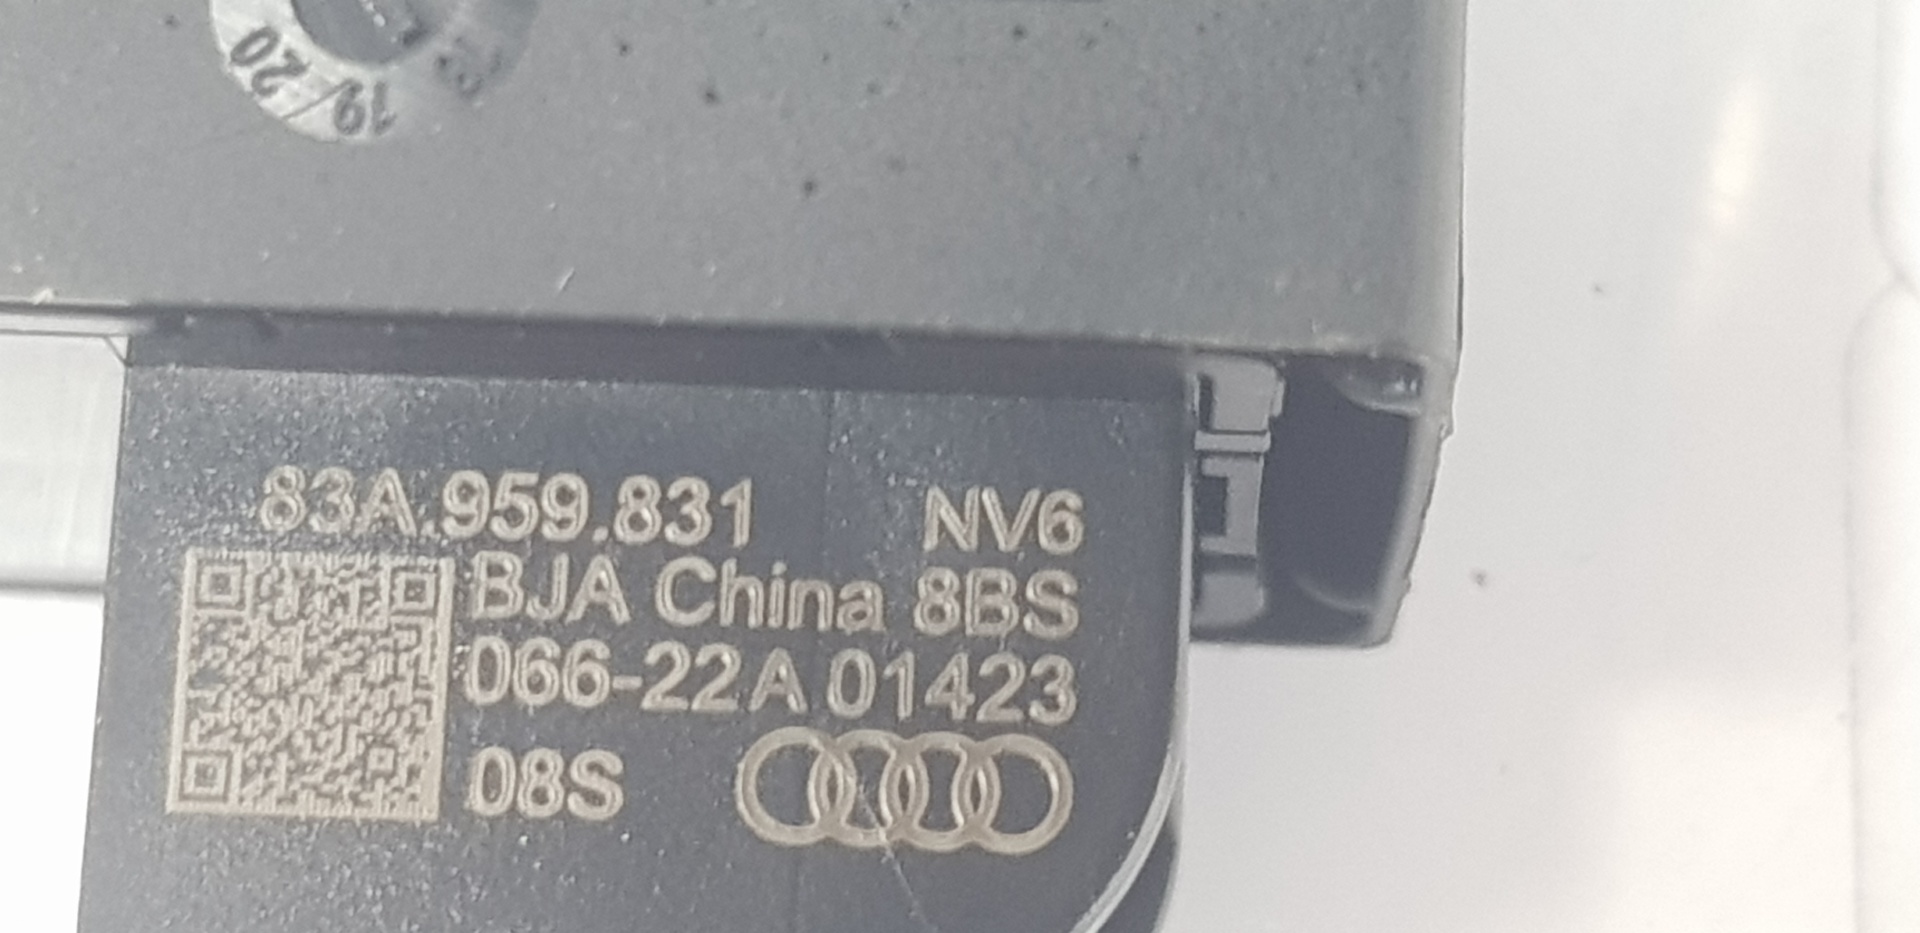 20 19
83A.959.831 NV6
BJA China 8BS
066-22A 01423
08S